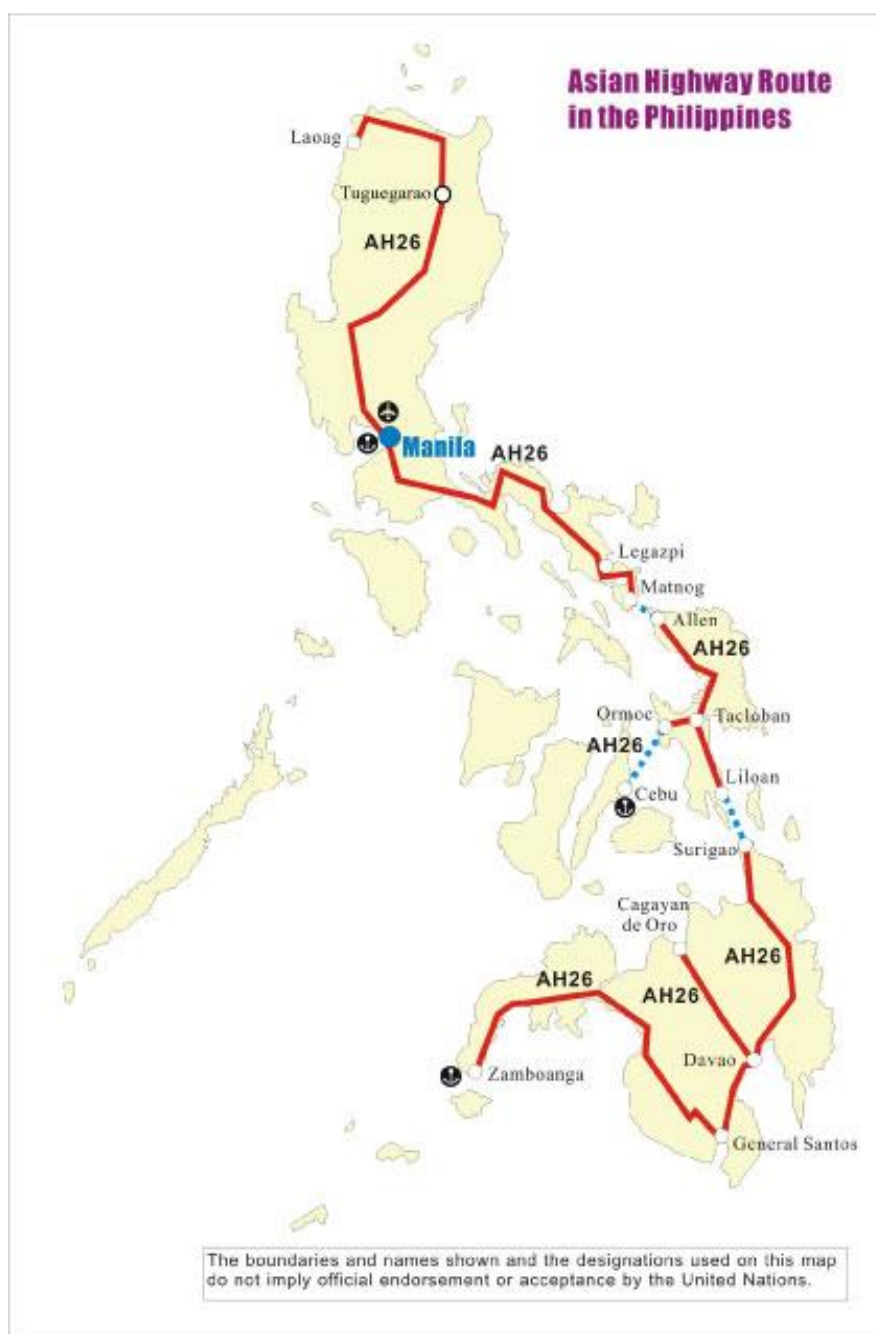 Asian Highway Route
in the Philippines
Laoag
Tuguegarao
AH26
Manila
AH26
Legazpi
Matnog
Allen
AH26
Ormoc
Tacloban
AH26
Liloan
Cebu
Surigao
Cagayan
de Oro
AH26
AH26
AH26
Davao
Zamboanga
General Santos
The boundaries and names shown and the designations used on this map
do not imply official endorsement or acceptance by the United Nations.